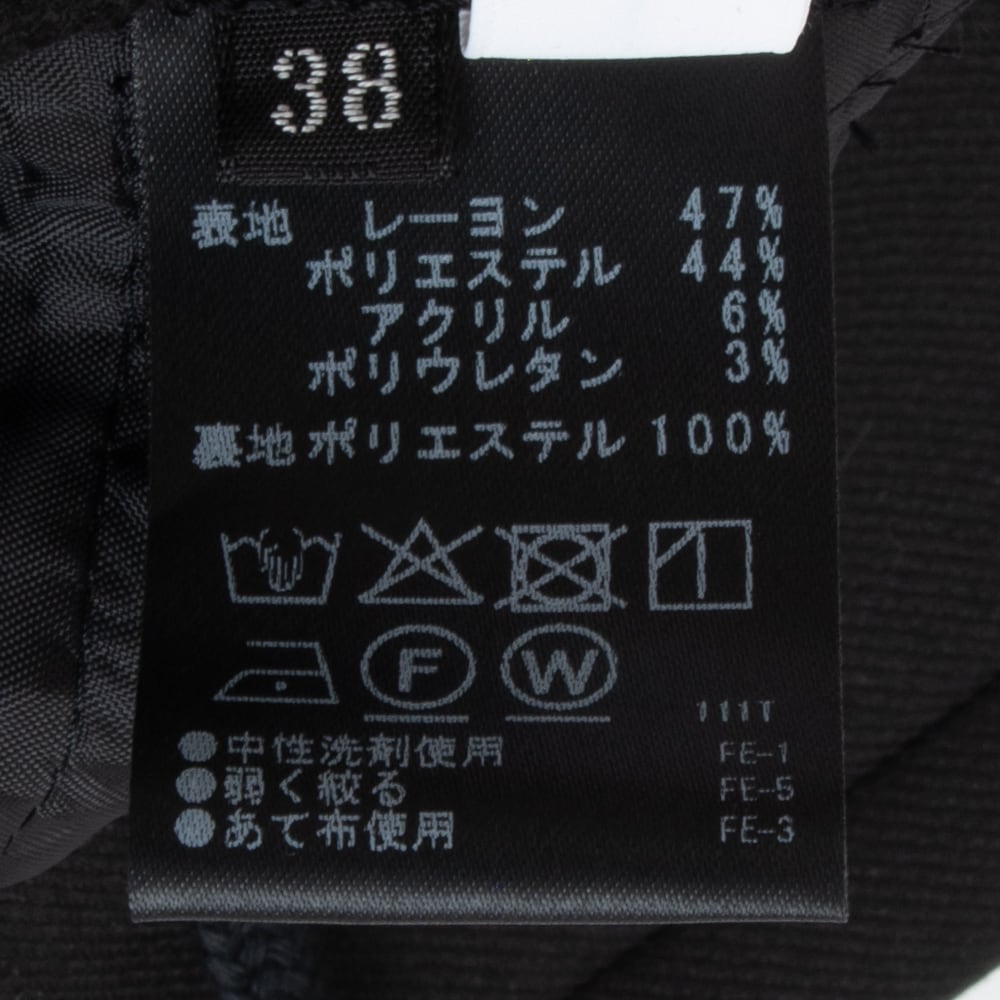 38
表地 レーヨン 47%
ポリエステル 44%
アクリル 6%
ポリウレタン 3%
裏地 ポリエステル 100%
F W
1111
●中性洗剤使用 FE-1
●弱く絞る FE-5
●あて布使用 FE-3